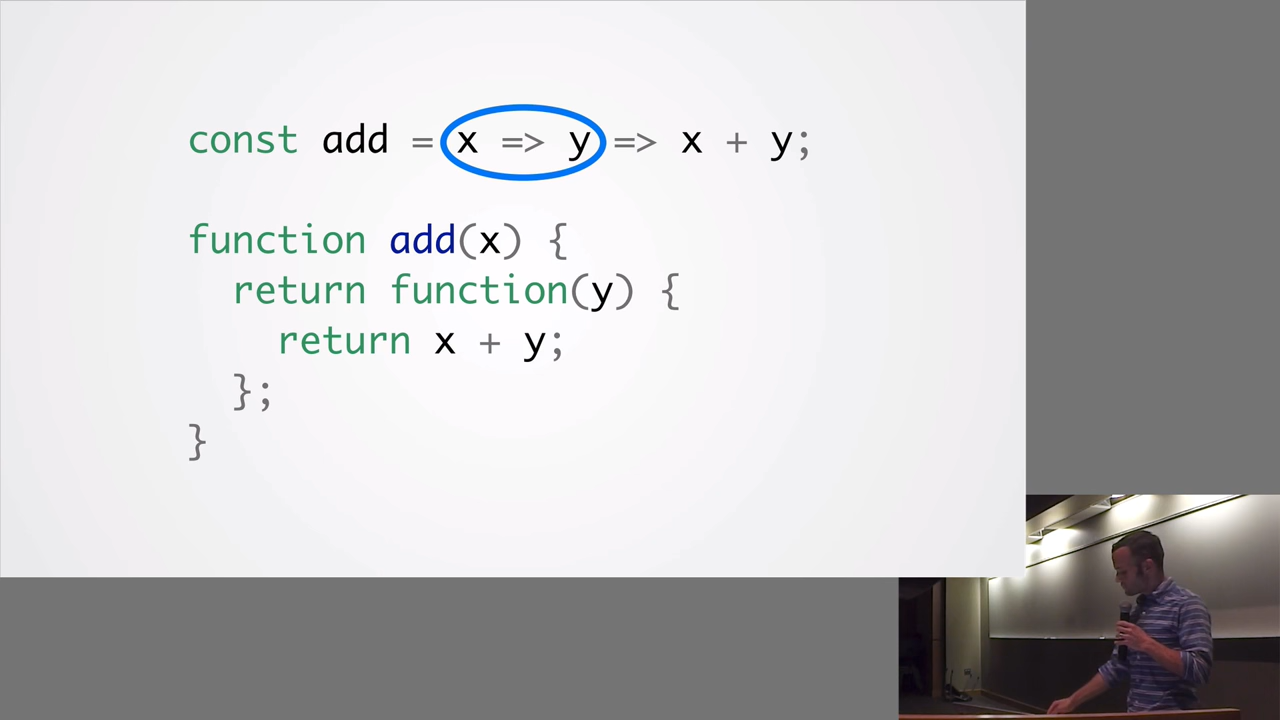 const add = x => y => x + y;
function add(x) {
  return function(y) {
    return x + y;
  };
}